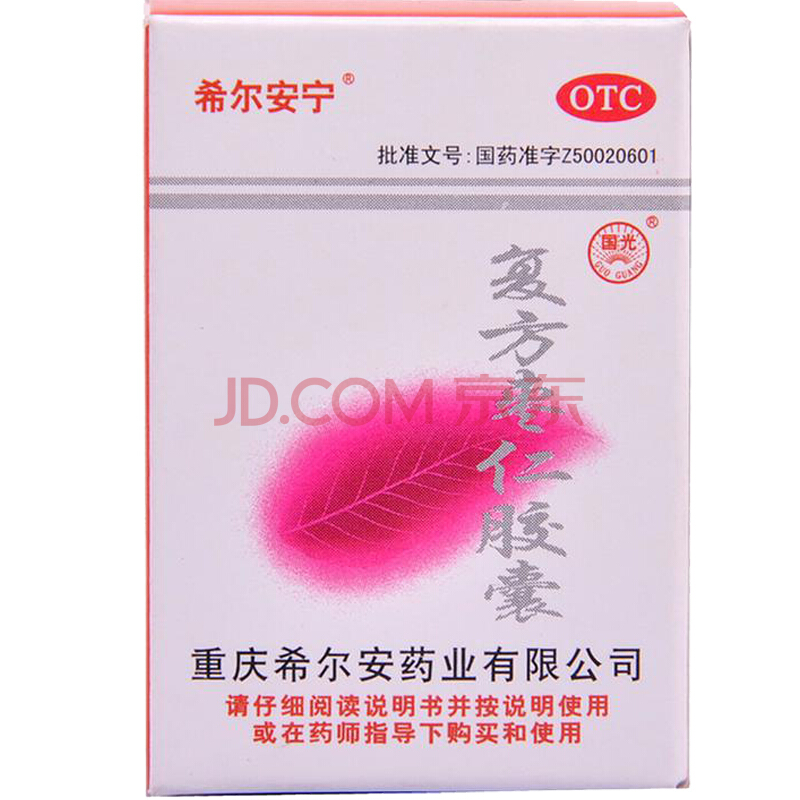 希尔安宁®
OTC
批准文号:国药准字Z50020601
国光®
GUO GUANG
复方枣仁胶囊
JD.COM 京东
重庆希尔安药业有限公司
请仔细阅读说明书并按说明使用
或在药师指导下购买和使用